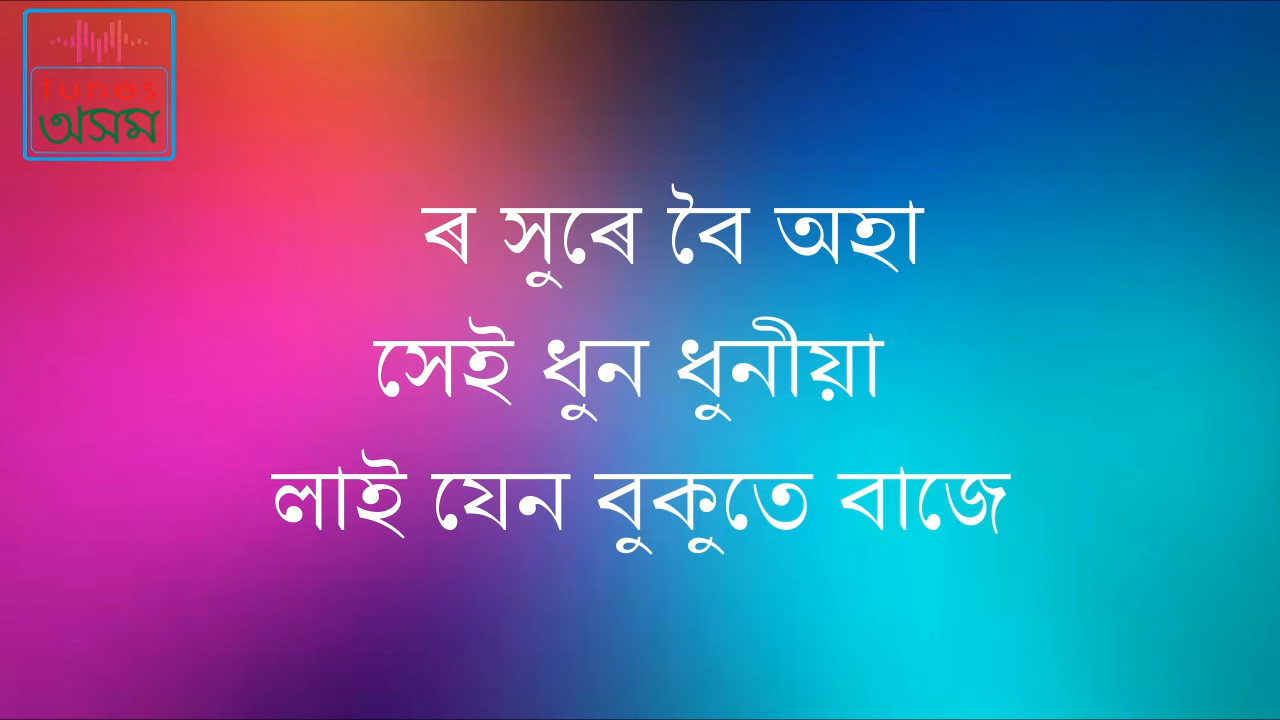 tunes
অসম
ৰ সুৰে বৈ অহা
সেই ধুন ধুনীয়া
লাই যেন বুকুতে বাজে